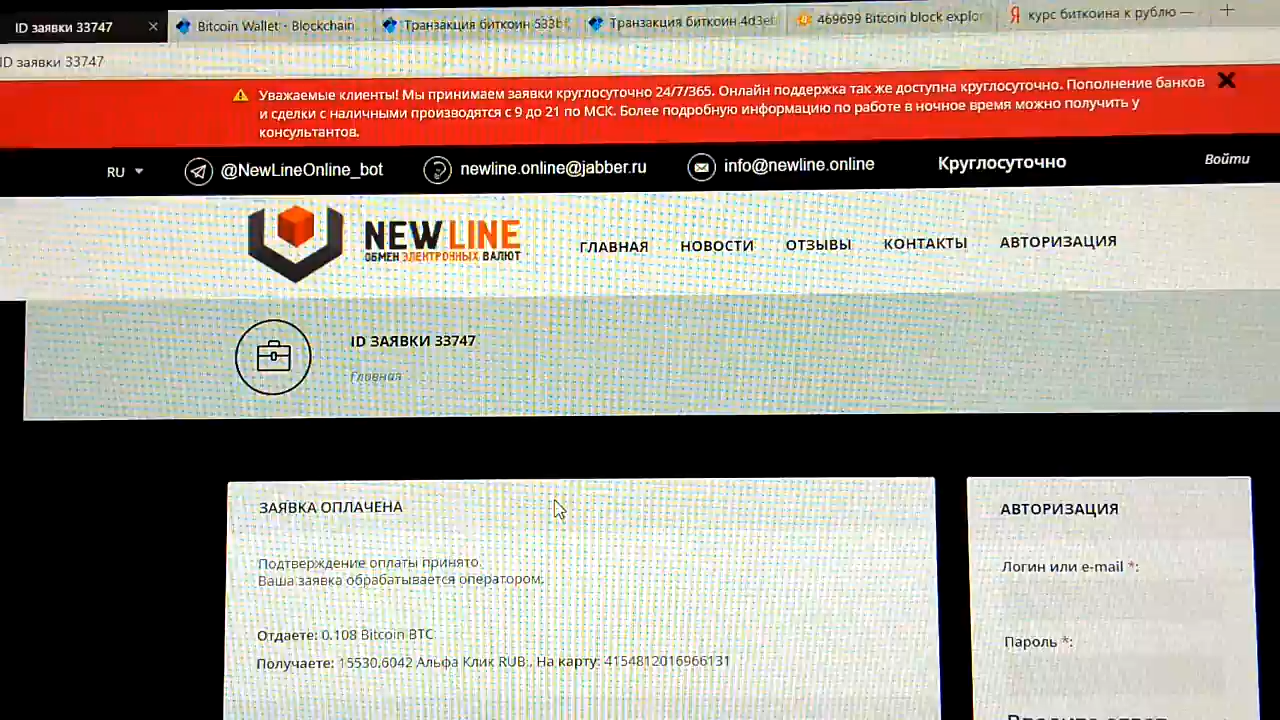 ID заявки 33747
Bitcoin Wallet - Blockchain
Транзакция биткоин 533b
Транзакция биткоин 4d3e
469699 Bitcoin block explor
Я курс биткоина к рублю —
ID заявки 33747
Уважаемые клиенты! Мы принимаем заявки круглосуточно 24/7/365. Онлайн поддержка так же доступна круглосуточно. Пополнение банков
и сделки с наличными производятся с 9 до 21 по МСК. Более подробную информацию по работе в ночное время можно получить у
консультантов.
RU
@NewLineOnline_bot
newline.online@jabber.ru
info@newline.online
Круглосуточно
Войти
NEWLINE
ОБМЕН ЭЛЕКТРОННЫХ ВАЛЮТ
ГЛАВНАЯ
НОВОСТИ
ОТЗЫВЫ
КОНТАКТЫ
АВТОРИЗАЦИЯ
ID ЗАЯВКИ 33747
Главная
ЗАЯВКА ОПЛАЧЕНА
Подтверждение оплаты принято.
Ваша заявка обрабатывается оператором.
Отдаете: 0.108 Bitcoin BTC
Получаете: 15530.6042 Альфа Клик RUB:. На карту: 4154812016966131
АВТОРИЗАЦИЯ
Логин или e-mail *:
Пароль *: